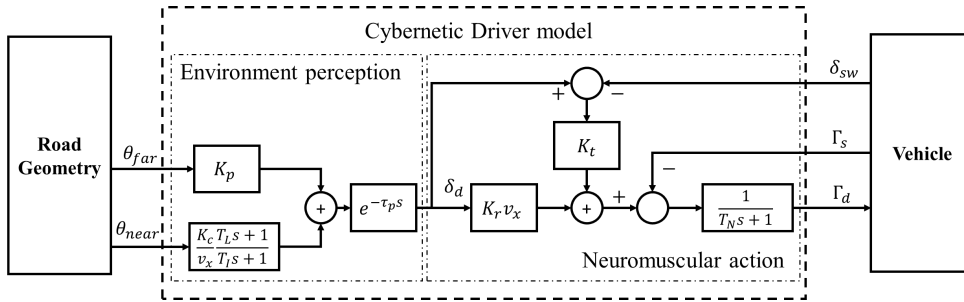 Cybernetic Driver model
Environment perception
Road
Geometry
θ_far
K_p
θ_near
K_c/v_x (T_L s + 1)/(T_I s + 1)
+
e^{-τ_p s}
δ_d
K_r v_x
+ −
K_t
+
+
−
1/(T_N s + 1)
Neuromuscular action
δ_sw
Γ_s
Γ_d
Vehicle